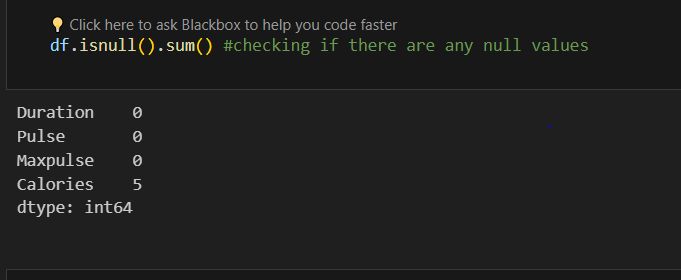 💡 Click here to ask Blackbox to help you code faster
df.isnull().sum() #checking if there are any null values
Duration    0
Pulse       0
Maxpulse    0
Calories    5
dtype: int64